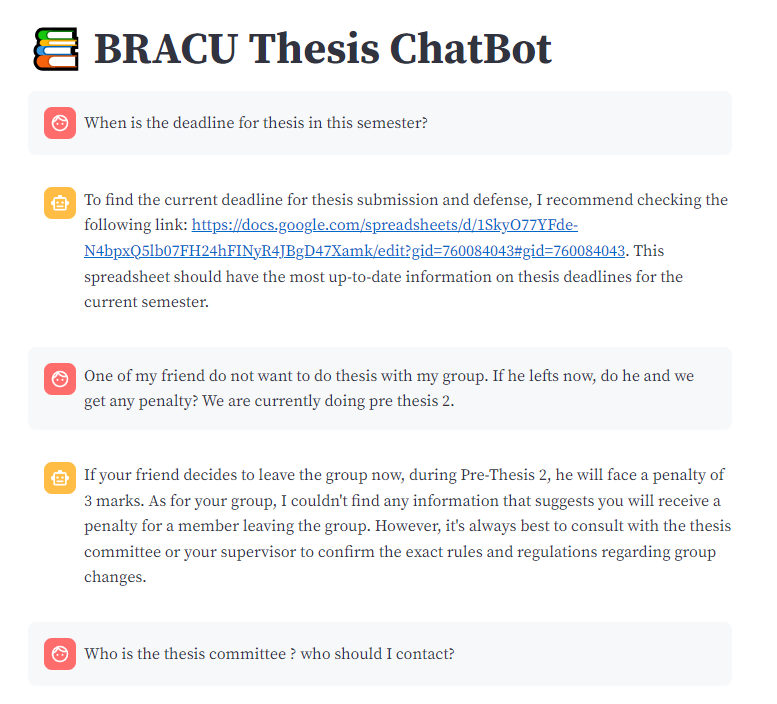 BRACU Thesis ChatBot
When is the deadline for thesis in this semester?
To find the current deadline for thesis submission and defense, I recommend checking the
following link: https://docs.google.com/spreadsheets/d/1SkyO77YFde-
N4bpxQ5lb07FH24hFINyR4JBgD47Xamk/edit?gid=760084043#gid=760084043. This
spreadsheet should have the most up-to-date information on thesis deadlines for the
current semester.
One of my friend do not want to do thesis with my group. If he lefts now, do he and we
get any penalty? We are currently doing pre thesis 2.
If your friend decides to leave the group now, during Pre-Thesis 2, he will face a penalty of
3 marks. As for your group, I couldn't find any information that suggests you will receive a
penalty for a member leaving the group. However, it's always best to consult with the thesis
committee or your supervisor to confirm the exact rules and regulations regarding group
changes.
Who is the thesis committee ? who should I contact?